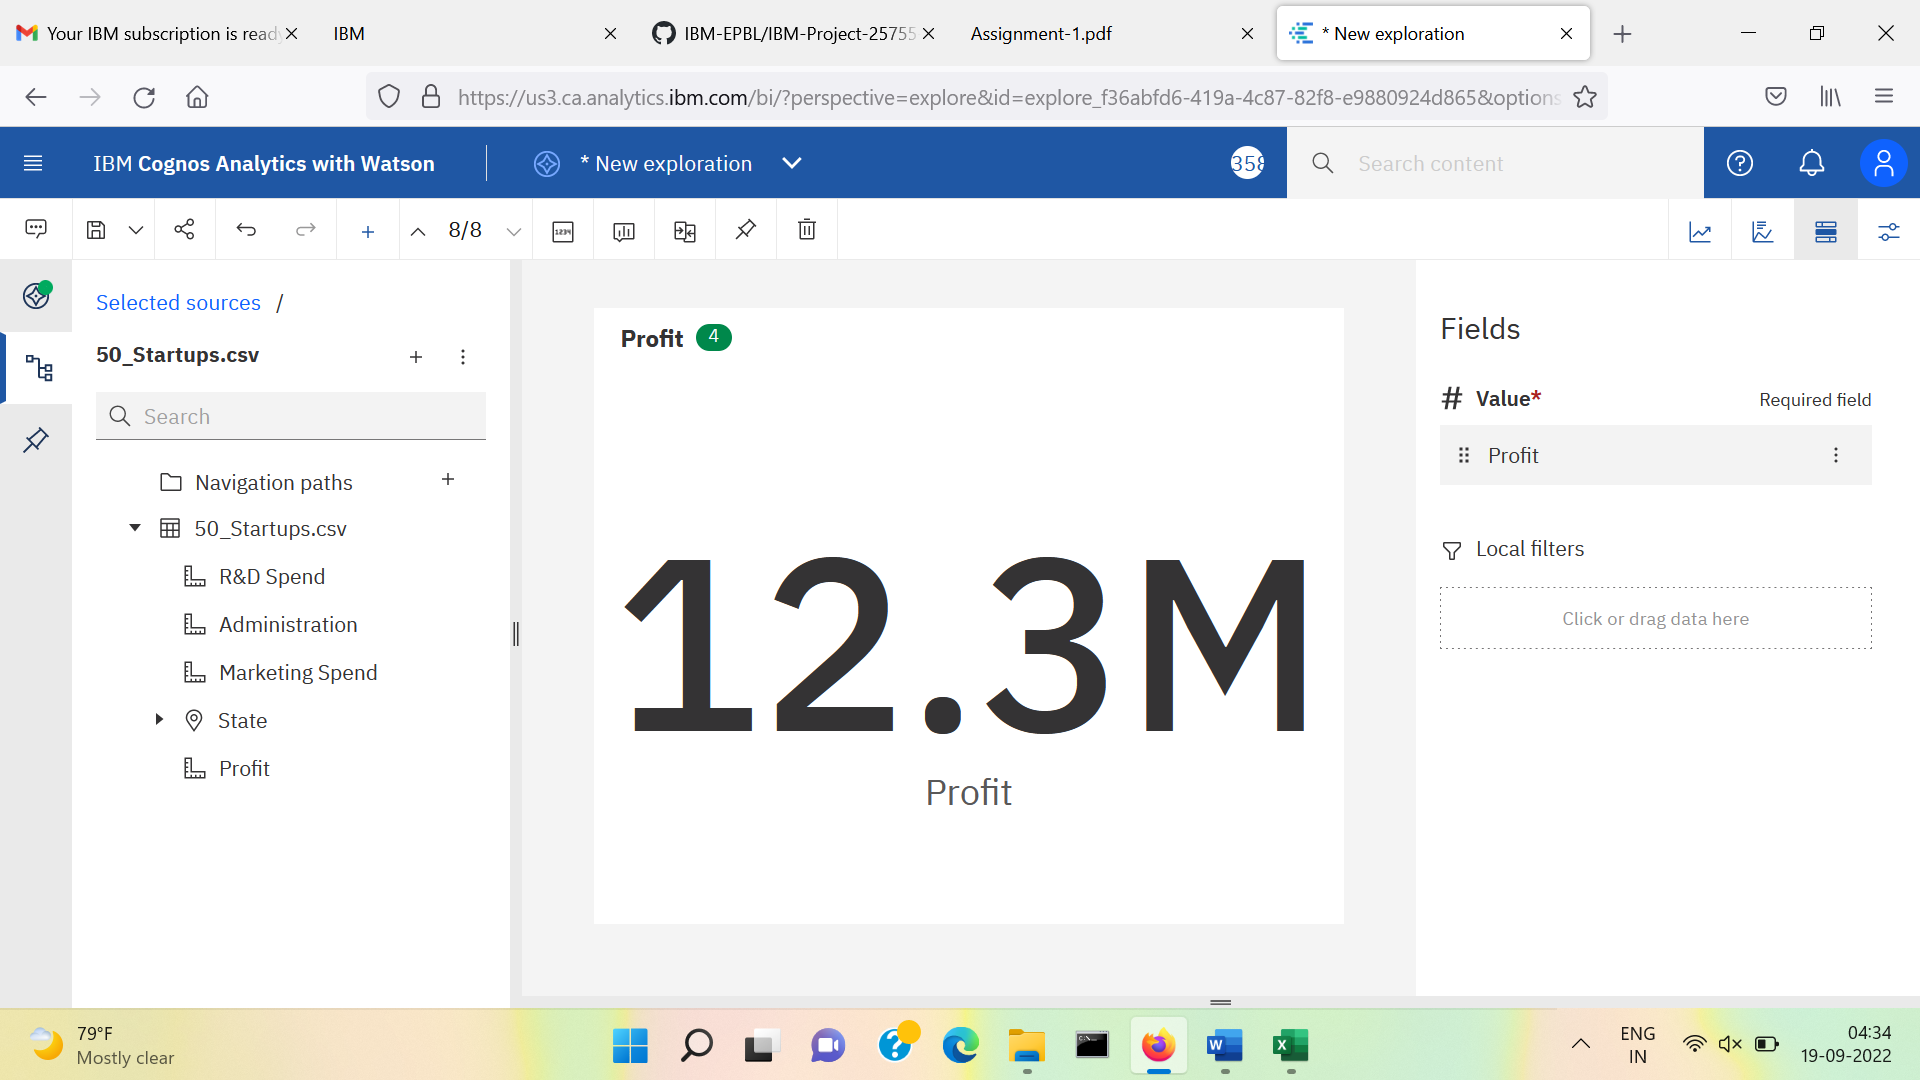 Your IBM subscription is read
IBM
IBM-EPBL/IBM-Project-25755
Assignment-1.pdf
* New exploration
https://us3.ca.analytics.ibm.com/bi/?perspective=explore&id=explore_f36abfd6-419a-4c87-82f8-e9880924d865&options
IBM Cognos Analytics with Watson
* New exploration
358
Search content
8/8
Selected sources /
50_Startups.csv
Search
Navigation paths
50_Startups.csv
R&D Spend
Administration
Marketing Spend
State
Profit
Profit 4
12.3M
Profit
Fields
Value*
Required field
Profit
Local filters
Click or drag data here
79°F
Mostly clear
ENG
IN
04:34
19-09-2022